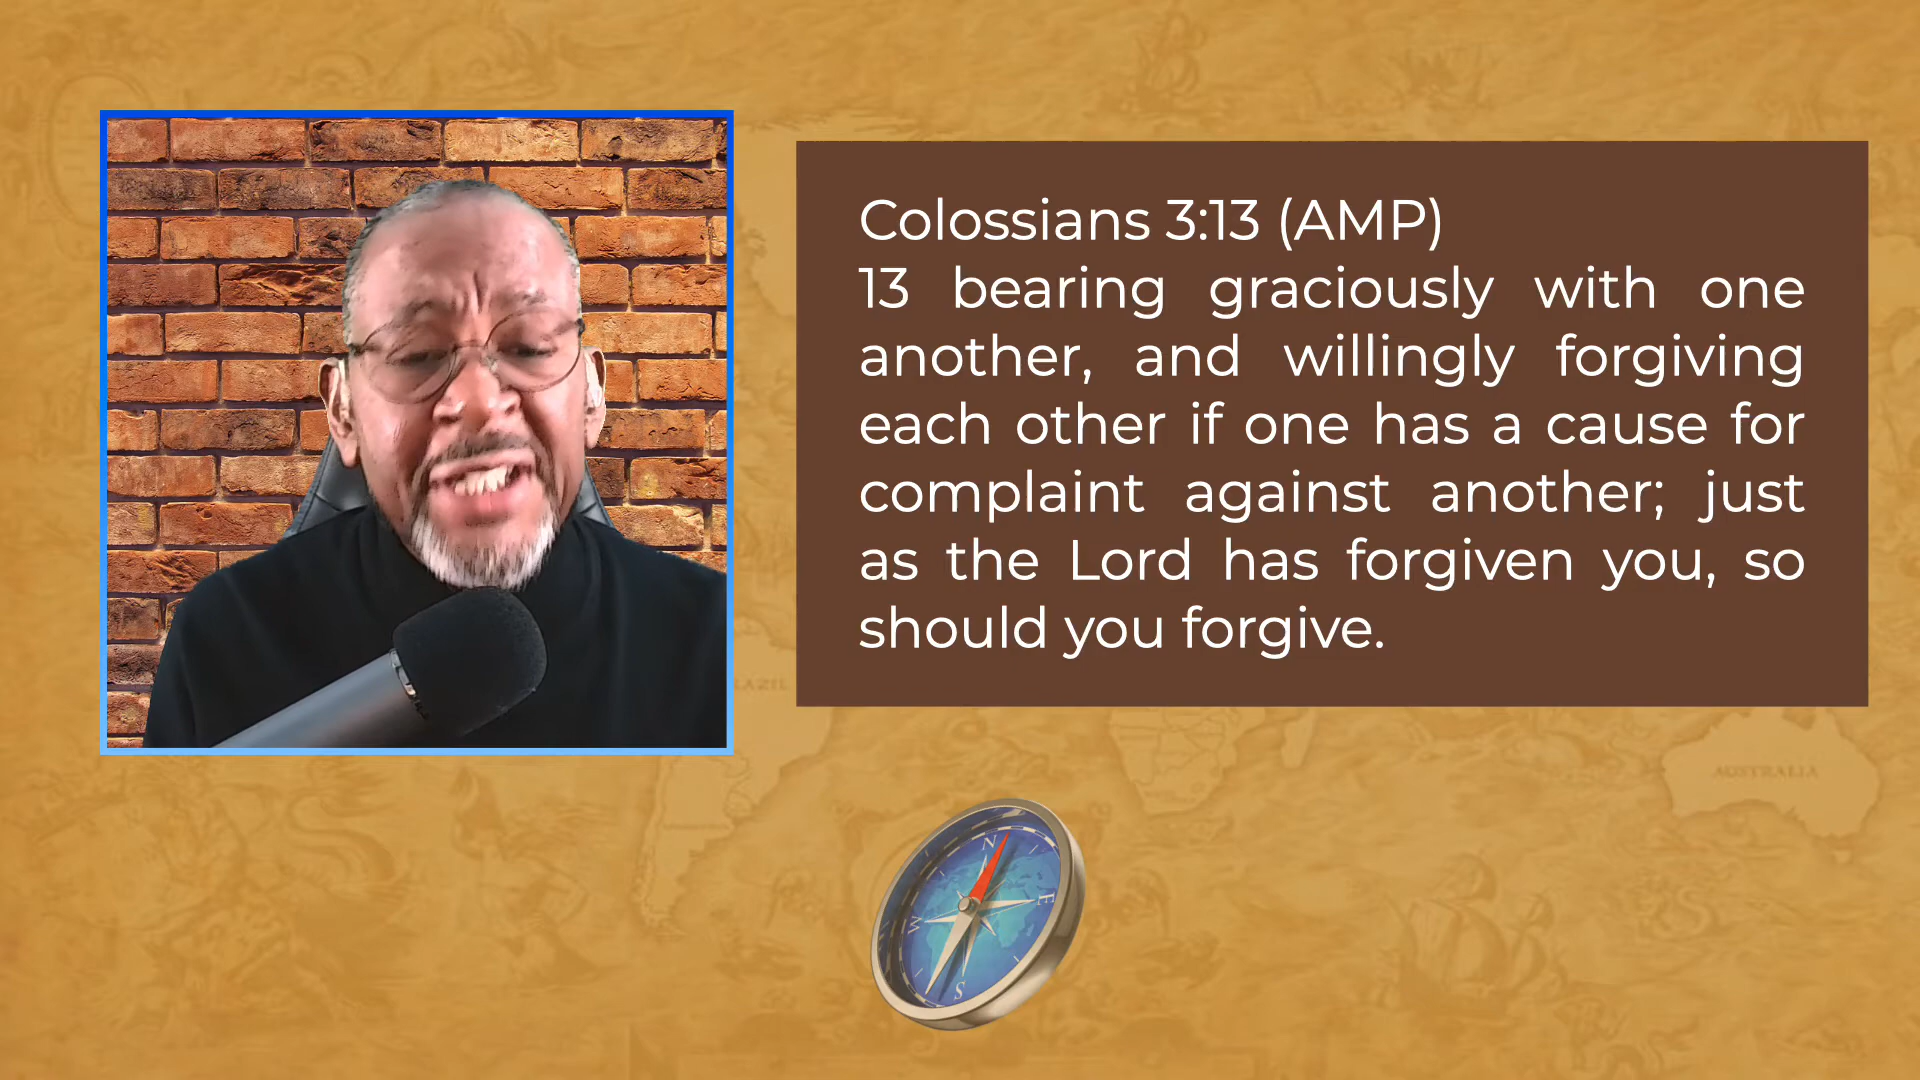 Colossians 3:13 (AMP)
13 bearing graciously with one
another, and willingly forgiving
each other if one has a cause for
complaint against another; just
as the Lord has forgiven you, so
should you forgive.
AUSTRALIA
N
E
W
S